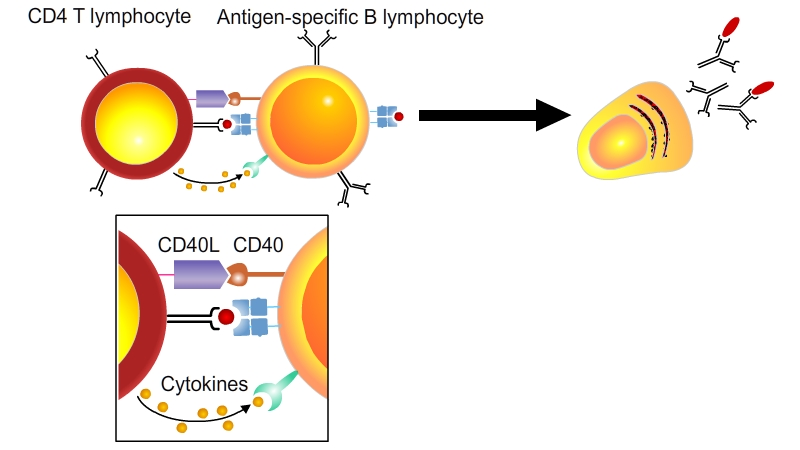 CD4 T lymphocyte
Antigen-specific B lymphocyte
CD40L
CD40
Cytokines